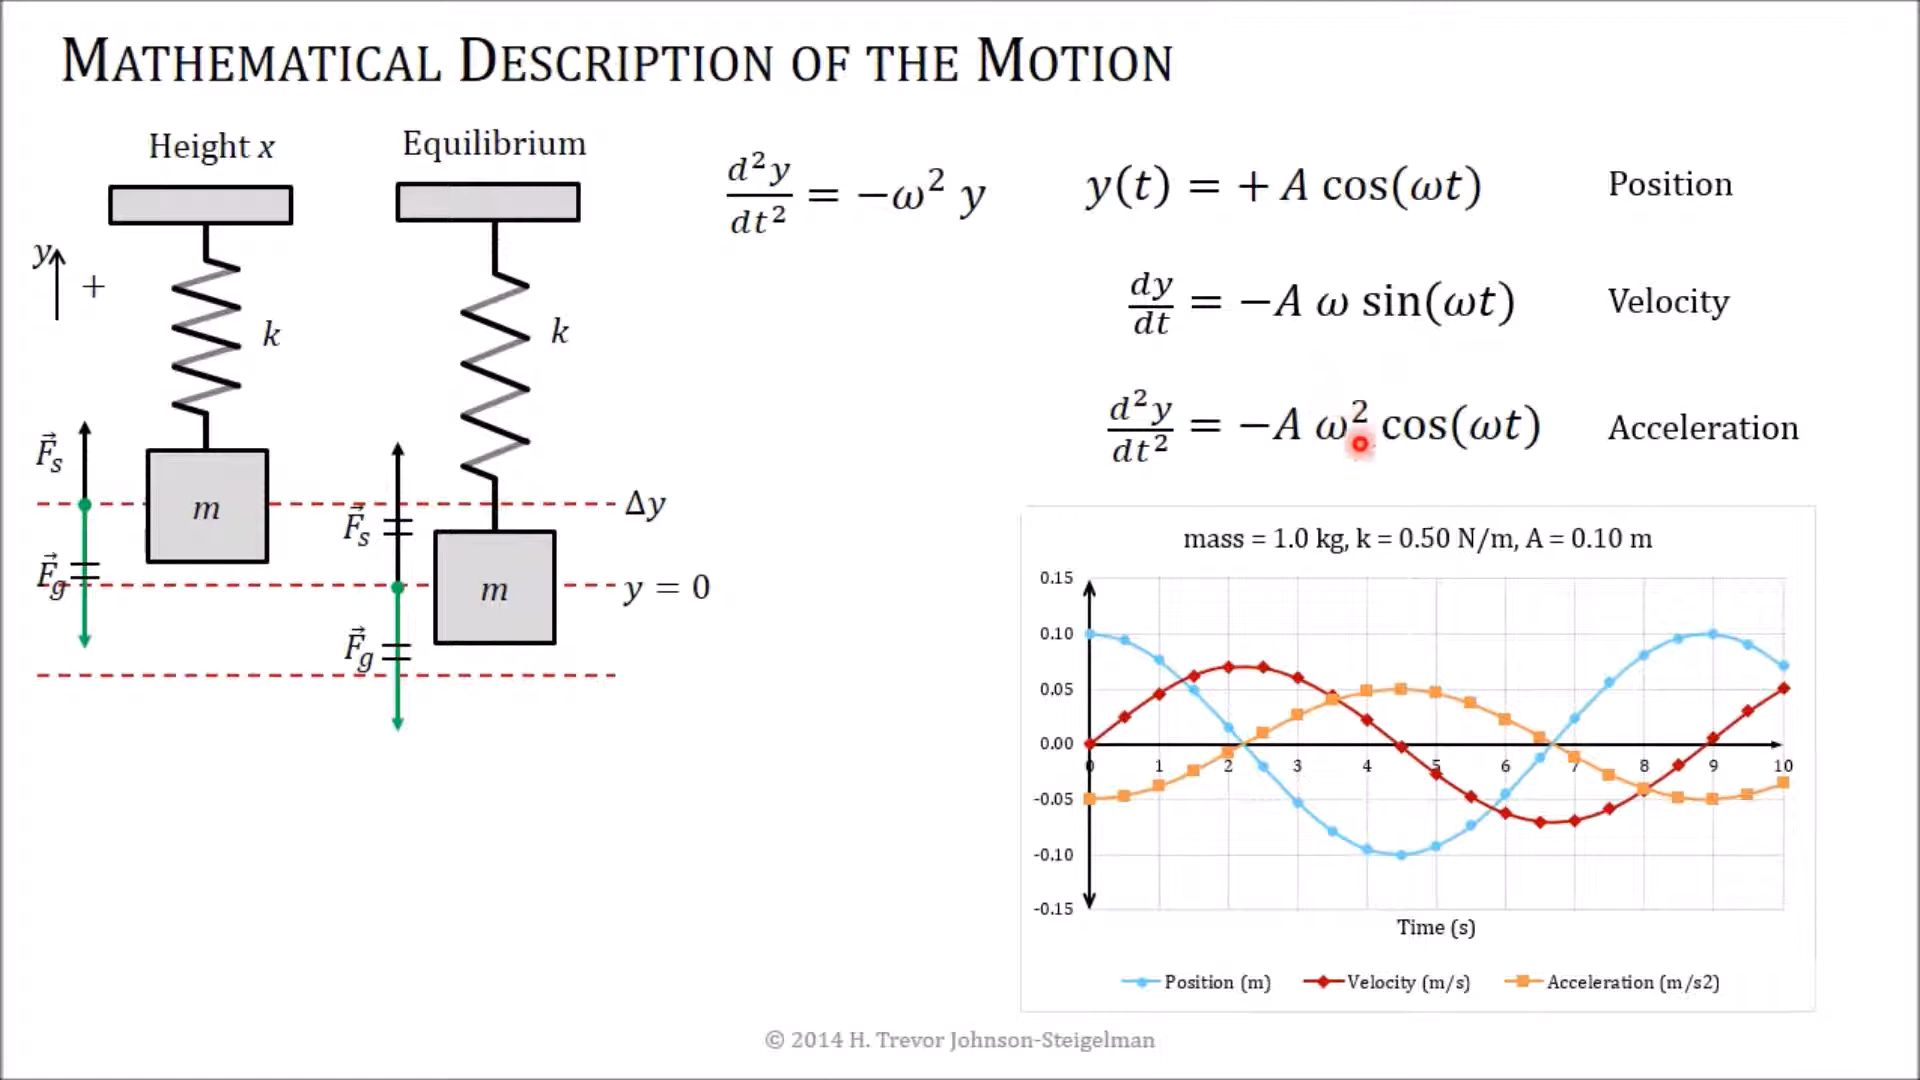 MATHEMATICAL DESCRIPTION OF THE MOTION
Height x
Equilibrium
y
+
k
k
F⃗s
m
F⃗g
F⃗s
m
F⃗g
Δy
y = 0
d²y/dt² = −ω² y
y(t) = + A cos(ωt) Position
dy/dt = −A ω sin(ωt) Velocity
d²y/dt² = −A ω² cos(ωt) Acceleration
mass = 1.0 kg, k = 0.50 N/m, A = 0.10 m
0.15
0.10
0.05
0.00
-0.05
-0.10
-0.15
0 1 2 3 4 5 6 7 8 9 10
Time (s)
Position (m) Velocity (m/s) Acceleration (m/s2)
© 2014 H. Trevor Johnson-Steigelman